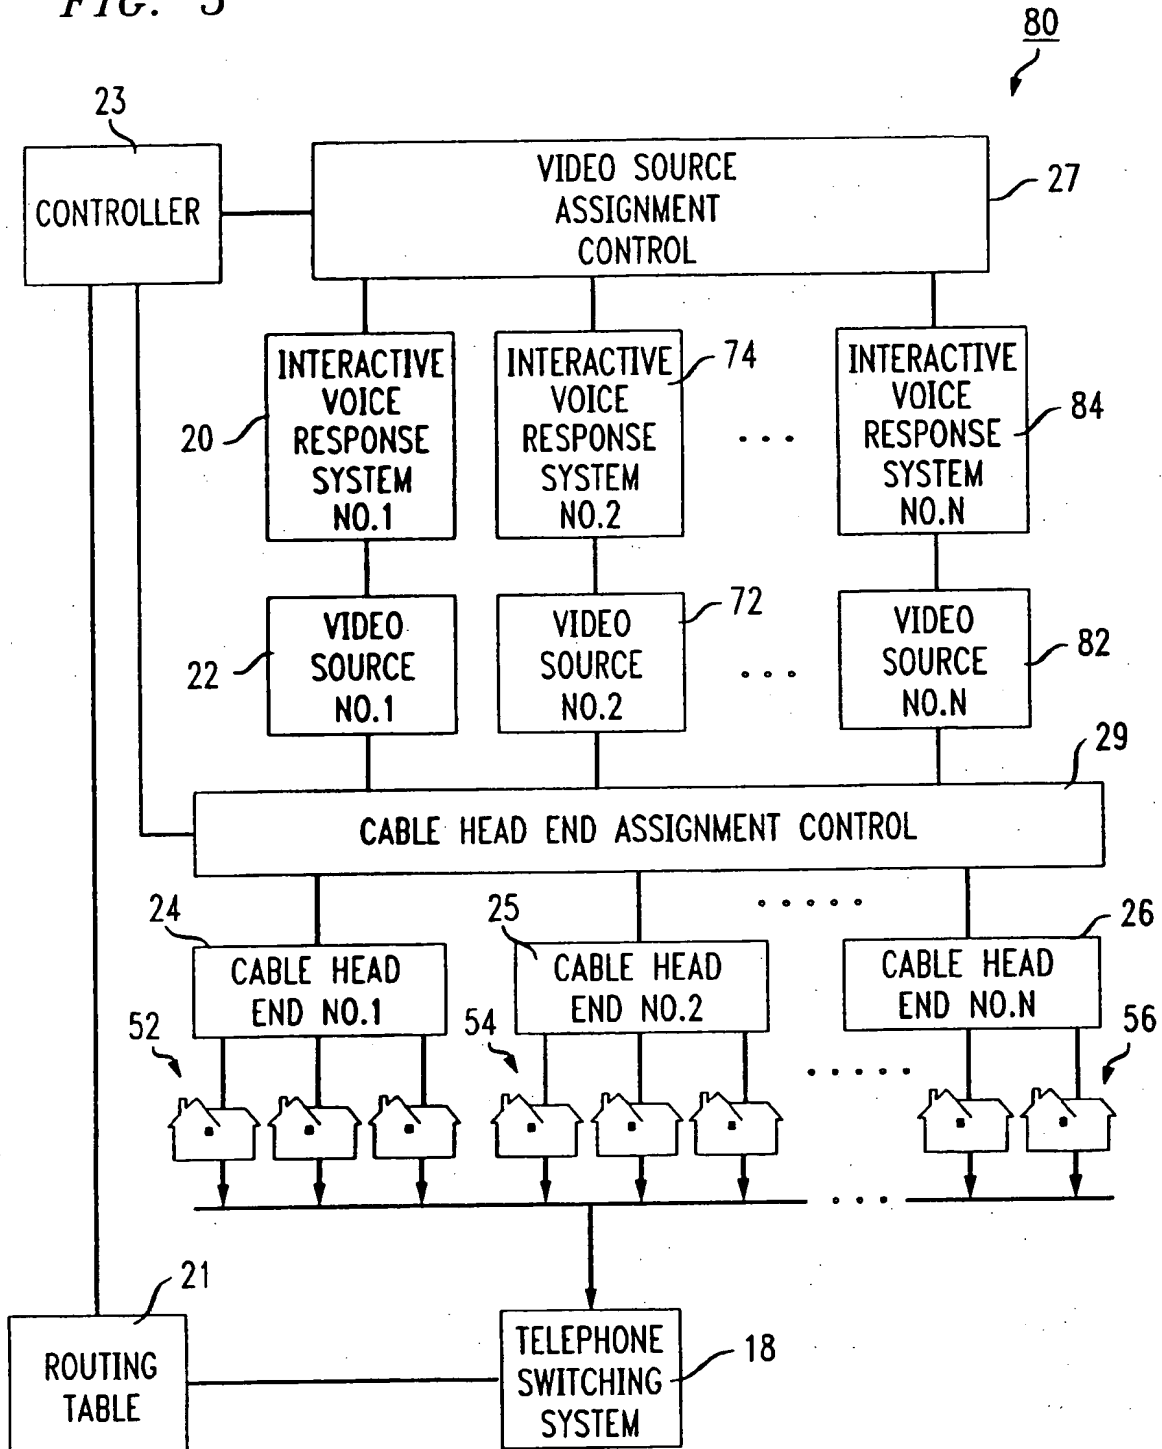 FIG. 5
80
23
CONTROLLER
VIDEO SOURCE
ASSIGNMENT
CONTROL
27
INTERACTIVE
VOICE
RESPONSE
SYSTEM
NO.1
20
INTERACTIVE
VOICE
RESPONSE
SYSTEM
NO.2
74
...
INTERACTIVE
VOICE
RESPONSE
SYSTEM
NO.N
84
VIDEO
SOURCE
NO.1
22
VIDEO
SOURCE
NO.2
72
...
VIDEO
SOURCE
NO.N
82
29
CABLE HEAD END ASSIGNMENT CONTROL
.....
24
CABLE HEAD
END NO.1
25
CABLE HEAD
END NO.2
26
CABLE HEAD
END NO.N
52
54
.....
56
...
21
ROUTING
TABLE
TELEPHONE
SWITCHING
SYSTEM
18